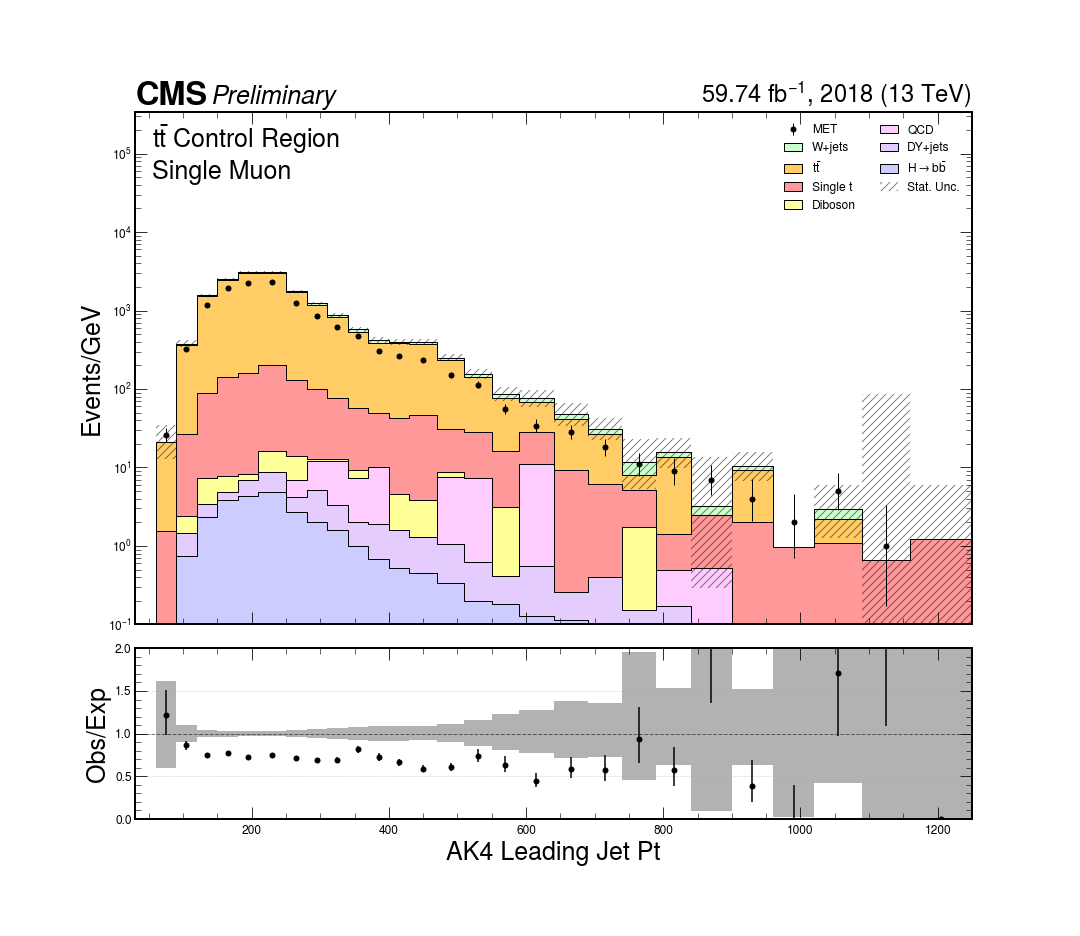 CMS Preliminary
59.74 fb⁻¹, 2018 (13 TeV)
tt̄ Control Region
Single Muon
MET
W+jets
tt̄
Single t
Diboson
QCD
DY+jets
H→bb̄
Stat. Unc.
Events/GeV
10⁵
10⁴
10³
10²
10¹
10⁰
10⁻¹
Obs/Exp
2.0
1.5
1.0
0.5
0.0
200 400 600 800 1000 1200
AK4 Leading Jet Pt